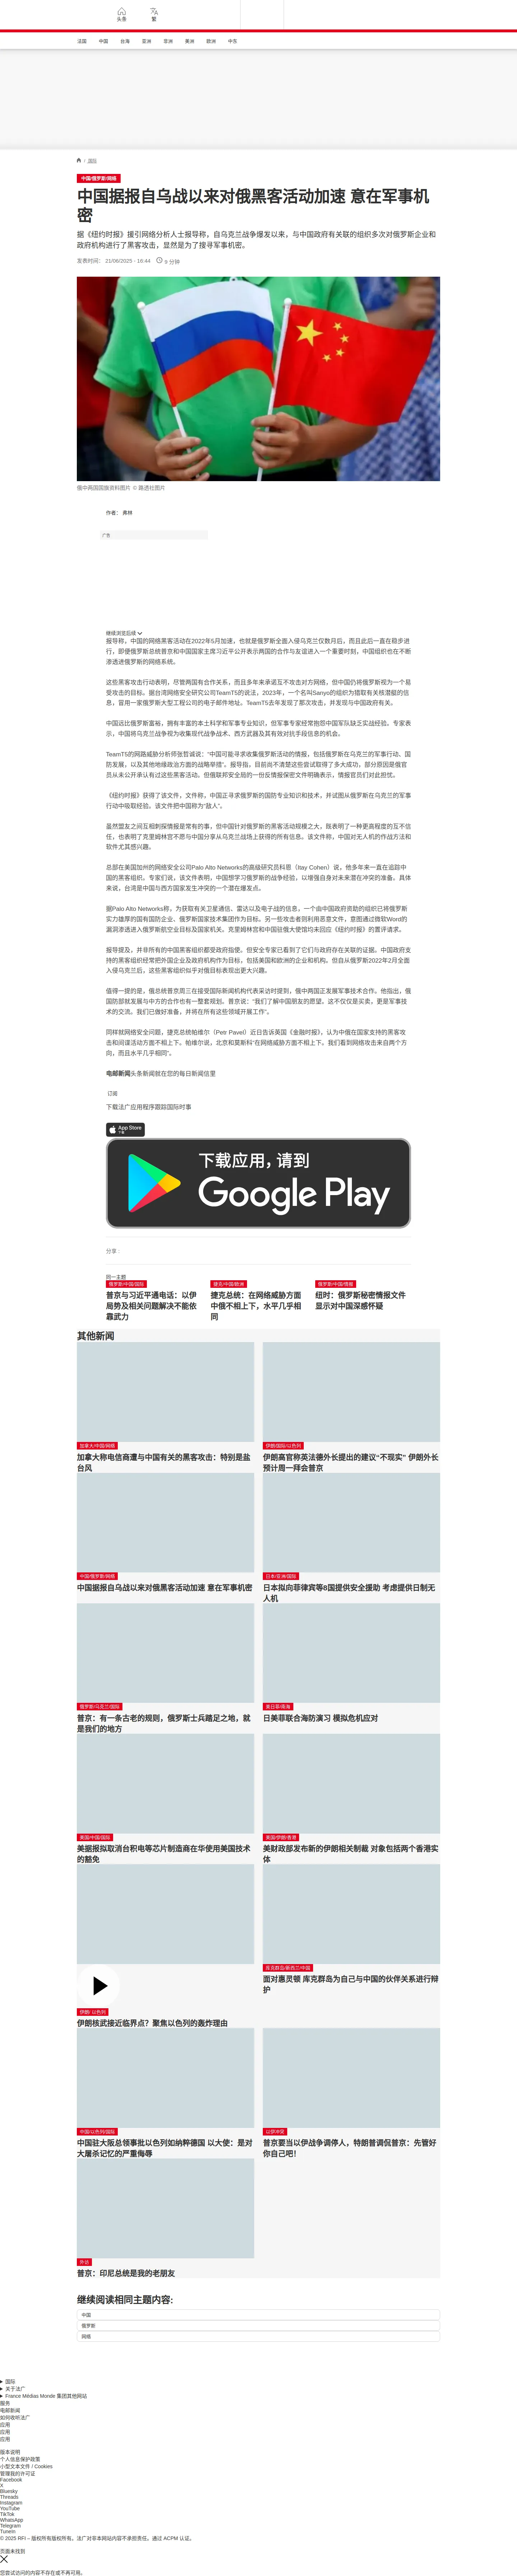 头条
繁
法国 中国 台海 亚洲 非洲 美洲 欧洲 中东
/ 国际
中国/俄罗斯/网络
中国据报自乌战以来对俄黑客活动加速 意在军事机
密
据《纽约时报》援引网络分析人士报导称，自乌克兰战争爆发以来，与中国政府有关联的组织多次对俄罗斯企业和
政府机构进行了黑客攻击，显然是为了搜寻军事机密。
发表时间： 21/06/2025 - 16:44 9 分钟
俄中两国国旗资料图片 © 路透社图片
作者： 弗林
广告
继续浏览后续
报导称，中国的网络黑客活动在2022年5月加速，也就是俄罗斯全面入侵乌克兰仅数月后。而且此后一直在稳步进
行，即便俄罗斯总统普京和中国国家主席习近平公开表示两国的合作与友谊进入一个重要时刻，中国组织也在不断
渗透进俄罗斯的网络系统。
这些黑客攻击行动表明，尽管两国有合作关系，而且多年来承诺互不攻击对方网络，但中国仍将俄罗斯视为一个易
受攻击的目标。据台湾网络安全研究公司TeamT5的说法，2023年，一个名叫Sanyo的组织为猎取有关核潜艇的信
息，冒用一家俄罗斯大型工程公司的电子邮件地址。TeamT5去年发现了那次攻击，并发现与中国政府有关。
中国远比俄罗斯富裕，拥有丰富的本土科学和军事专业知识，但军事专家经常抱怨中国军队缺乏实战经验。专家表
示，中国将乌克兰战争视为收集现代战争战术、西方武器及其有效对抗手段信息的机会。
TeamT5的网路威胁分析师张哲诚说：“中国可能寻求收集俄罗斯活动的情报，包括俄罗斯在乌克兰的军事行动、国
防发展，以及其他地缘政治方面的战略举措”。报导指，目前尚不清楚这些尝试取得了多大成功，部分原因是俄官
员从未公开承认有过这些黑客活动。但俄联邦安全局的一份反情报保密文件明确表示，情报官员们对此担忧。
《纽约时报》获得了该文件，文件称，中国正寻求俄罗斯的国防专业知识和技术，并试图从俄罗斯在乌克兰的军事
行动中吸取经验。该文件把中国称为“敌人”。
虽然盟友之间互相刺探情报是常有的事，但中国针对俄罗斯的黑客活动规模之大，既表明了一种更高程度的互不信
任，也表明了克里姆林宫不愿与中国分享从乌克兰战场上获得的所有信息。该文件称，中国对无人机的作战方法和
软件尤其感兴趣。
总部在美国加州的网络安全公司Palo Alto Networks的高级研究员科恩（Itay Cohen）说，他多年来一直在追踪中
国的黑客组织。专家们说，该文件表明，中国想学习俄罗斯的战争经验，以增强自身对未来潜在冲突的准备。具体
来说，台湾是中国与西方国家发生冲突的一个潜在爆发点。
据Palo Alto Networks称，为获取有关卫星通信、雷达以及电子战的信息，一个由中国政府资助的组织已将俄罗斯
实力雄厚的国有国防企业、俄罗斯国家技术集团作为目标。另一些攻击者则利用恶意文件，意图通过微软Word的
漏洞渗透进入俄罗斯航空业目标及国家机关。克里姆林宫和中国驻俄大使馆均未回应《纽约时报》的置评请求。
报导提及，并非所有的中国黑客组织都受政府指使。但安全专家已看到了它们与政府存在关联的证据。中国政府支
持的黑客组织经常把外国企业及政府机构作为目标，包括美国和欧洲的企业和机构。但自从俄罗斯2022年2月全面
入侵乌克兰后，这些黑客组织似乎对俄目标表现出更大兴趣。
值得一提的是，俄总统普京周三在接受国际新闻机构代表采访时提到，俄中两国正发展军事技术合作。他指出，俄
国防部就发展与中方的合作也有一整套规划。普京说：“我们了解中国朋友的愿望。这不仅仅是买卖，更是军事技
术的交流。我们已做好准备，并将在所有这些领域开展工作”。
同样就网络安全问题，捷克总统帕维尔（Petr Pavel）近日告诉英国《金融时报》，认为中俄在国家支持的黑客攻
击和间谍活动方面不相上下。帕维尔说，北京和莫斯科“在网络威胁方面不相上下。我们看到网络攻击来自两个方
向，而且水平几乎相同”。
电邮新闻头条新闻就在您的每日新闻信里
订阅
下载法广应用程序跟踪国际时事
App Store
下载
下载应用，请到
Google Play
分享 :
同一主题
俄罗斯/中国/国际
普京与习近平通电话：以伊
局势及相关问题解决不能依
靠武力
捷克/中国/欧洲
捷克总统：在网络威胁方面
中俄不相上下，水平几乎相
同
俄罗斯/中国/情报
纽时：俄罗斯秘密情报文件
显示对中国深感怀疑
其他新闻
加拿大/中国/网络
加拿大称电信商遭与中国有关的黑客攻击：特别是盐
台风
伊朗/国际/以色列
伊朗高官称英法德外长提出的建议“不现实” 伊朗外长
预计周一拜会普京
中国/俄罗斯/网络
中国据报自乌战以来对俄黑客活动加速 意在军事机密
日本/亚洲/国际
日本拟向菲律宾等8国提供安全援助 考虑提供日制无
人机
俄罗斯/乌克兰/国际
普京：有一条古老的规则，俄罗斯士兵踏足之地，就
是我们的地方
美日菲/南海
日美菲联合海防演习 模拟危机应对
美国/中国/国际
美据报拟取消台积电等芯片制造商在华使用美国技术
的豁免
美国/伊朗/香港
美财政部发布新的伊朗相关制裁 对象包括两个香港实
体
伊朗/ 以色列
伊朗核武接近临界点？聚焦以色列的轰炸理由
库克群岛/新西兰/中国
面对惠灵顿 库克群岛为自己与中国的伙伴关系进行辩
护
中国/以色列/国际
中国驻大阪总领事批以色列如纳粹德国 以大使：是对
大屠杀记忆的严重侮辱
以伊冲突
普京要当以伊战争调停人，特朗普调侃普京：先管好
你自己吧！
外访
普京：印尼总统是我的老朋友
继续阅读相同主题内容:
中国
俄罗斯
网络
国际
关于法广
France Médias Monde 集团其他网站
服务
电邮新闻
如何收听法广
应用
应用
应用
版本说明
个人信息保护政策
小型文本文件 / Cookies
管理我的许可证
Facebook
X
Bluesky
Threads
Instagram
YouTube
TikTok
WhatsApp
Telegram
TuneIn
© 2025 RFI – 版权所有版权所有。法广对非本网站内容不承担责任。通过 ACPM 认证。
页面未找到
您尝试访问的内容不存在或不再可用。